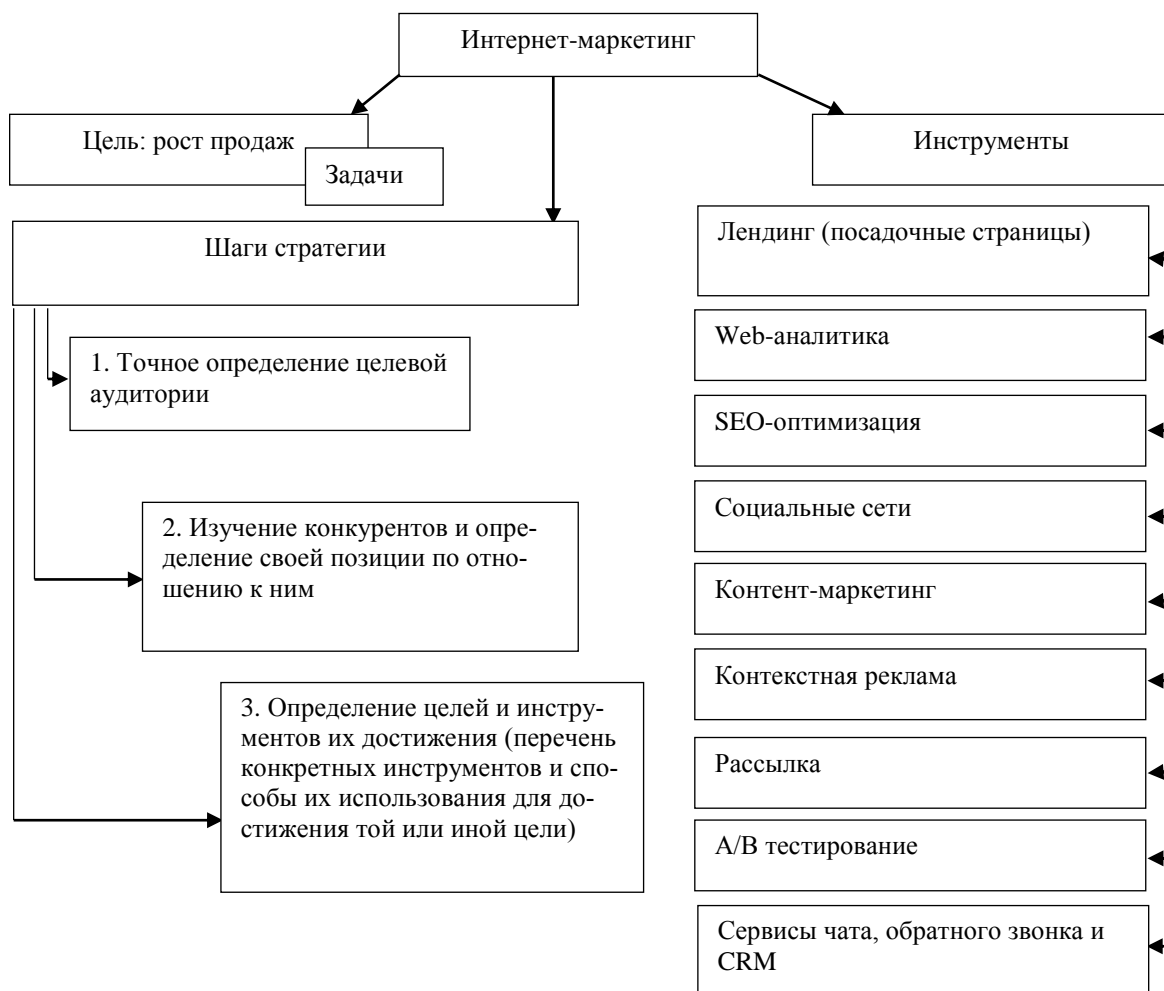 Интернет-маркетинг
Цель: рост продаж
Задачи
Инструменты
Шаги стратегии
1. Точное определение целевой
аудитории
2. Изучение конкурентов и опре-
деление своей позиции по отно-
шению к ним
3. Определение целей и инстру-
ментов их достижения (перечень
конкретных инструментов и спо-
собы их использования для до-
стижения той или иной цели)
Лендинг (посадочные страницы)
Web-аналитика
SEO-оптимизация
Социальные сети
Контент-маркетинг
Контекстная реклама
Рассылка
A/B тестирование
Сервисы чата, обратного звонка и
CRM